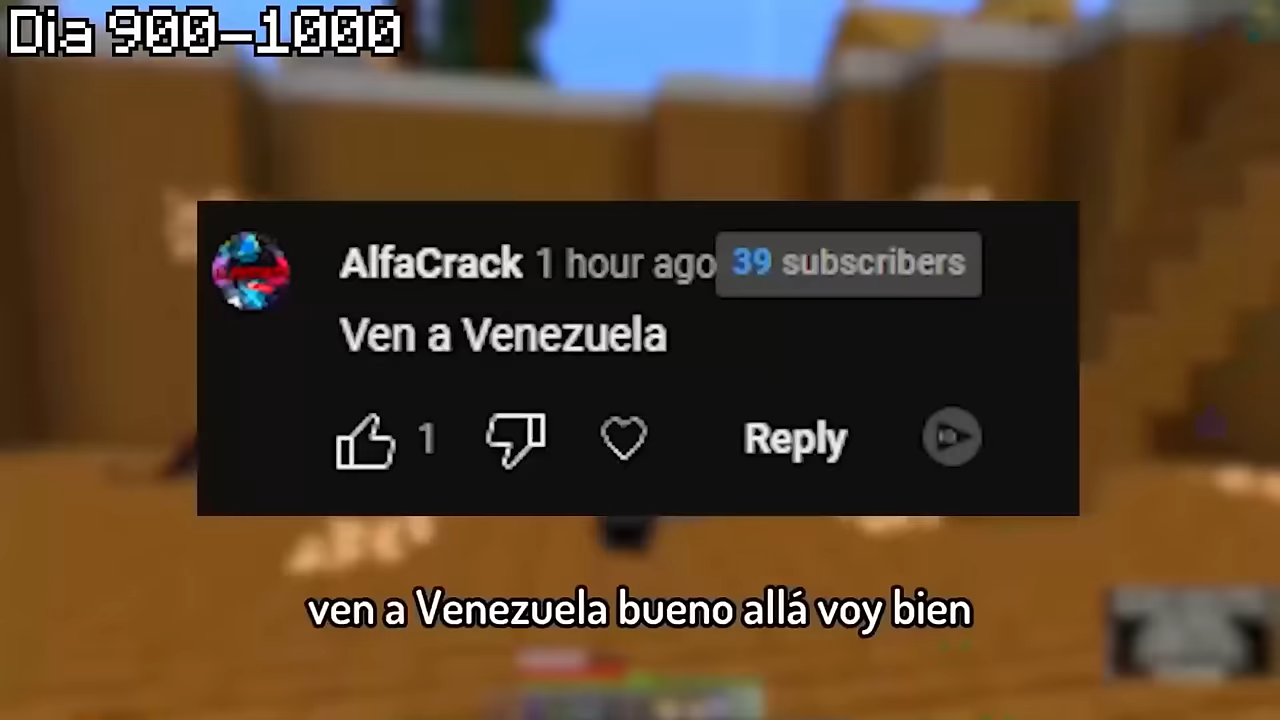 Dia 900-1000
AlfaCrack 1 hour ago 39 subscribers
Ven a Venezuela
1
Reply
ven a Venezuela bueno allá voy bien